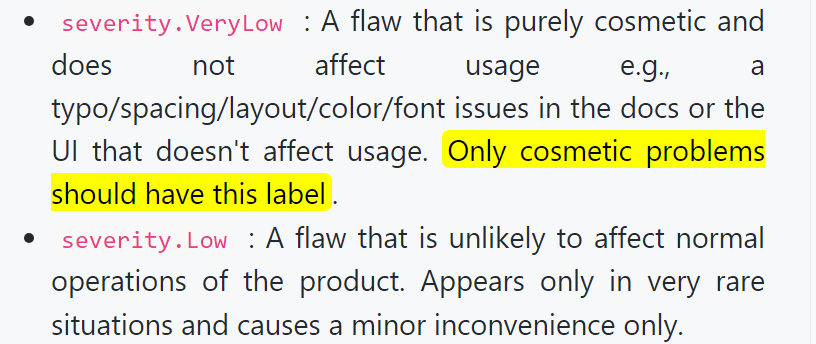 • severity.VeryLow : A flaw that is purely cosmetic and
does not affect usage e.g., a
typo/spacing/layout/color/font issues in the docs or the
UI that doesn't affect usage. Only cosmetic problems
should have this label.
• severity.Low : A flaw that is unlikely to affect normal
operations of the product. Appears only in very rare
situations and causes a minor inconvenience only.